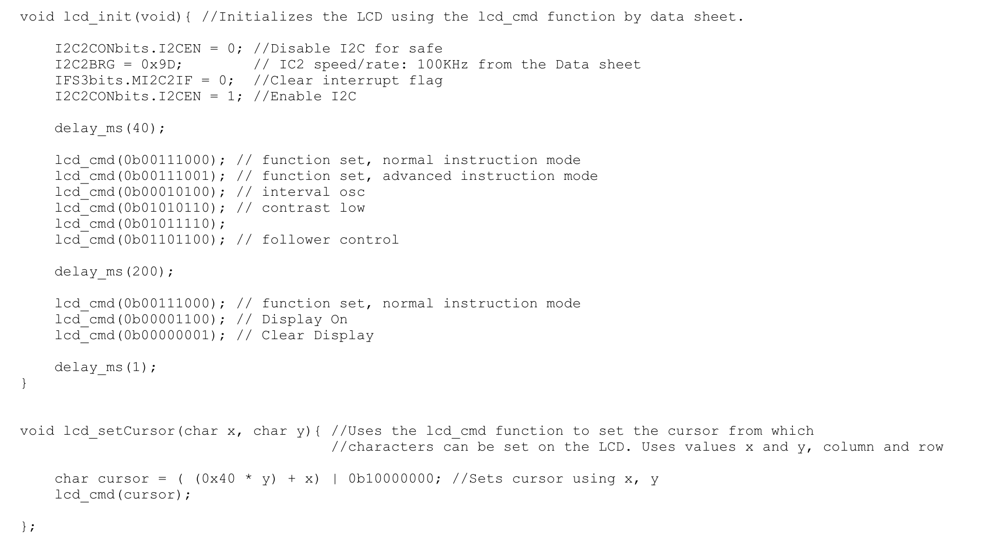 void lcd_init(void){ //Initializes the LCD using the lcd_cmd function by data sheet.
I2C2CONbits.I2CEN = 0; //Disable I2C for safe
I2C2BRG = 0x9D; // IC2 speed/rate: 100KHz from the Data sheet
IFS3bits.MI2C2IF = 0; //Clear interrupt flag
I2C2CONbits.I2CEN = 1; //Enable I2C
delay_ms(40);
lcd_cmd(0b00111000); // function set, normal instruction mode
lcd_cmd(0b00111001); // function set, advanced instruction mode
lcd_cmd(0b00010100); // interval osc
lcd_cmd(0b01010110); // contrast low
lcd_cmd(0b01011110);
lcd_cmd(0b01101100); // follower control
delay_ms(200);
lcd_cmd(0b00111000); // function set, normal instruction mode
lcd_cmd(0b00001100); // Display On
lcd_cmd(0b00000001); // Clear Display
delay_ms(1);
}
void lcd_setCursor(char x, char y){ //Uses the lcd_cmd function to set the cursor from which
//characters can be set on the LCD. Uses values x and y, column and row
char cursor = ( (0x40 * y) + x) | 0b10000000; //Sets cursor using x, y
lcd_cmd(cursor);
};